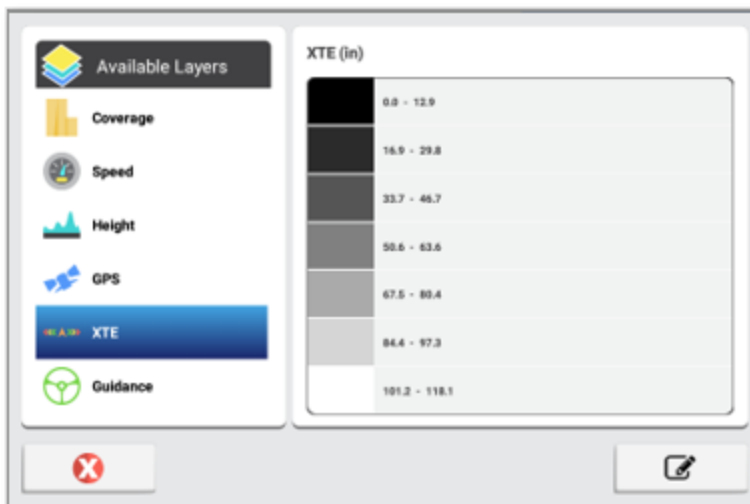 Available Layers
Coverage
Speed
Height
GPS
XTE
Guidance
XTE (in)
0.0 - 12.9
16.9 - 29.8
33.7 - 46.7
50.6 - 63.6
67.5 - 80.4
84.4 - 97.3
101.2 - 118.1